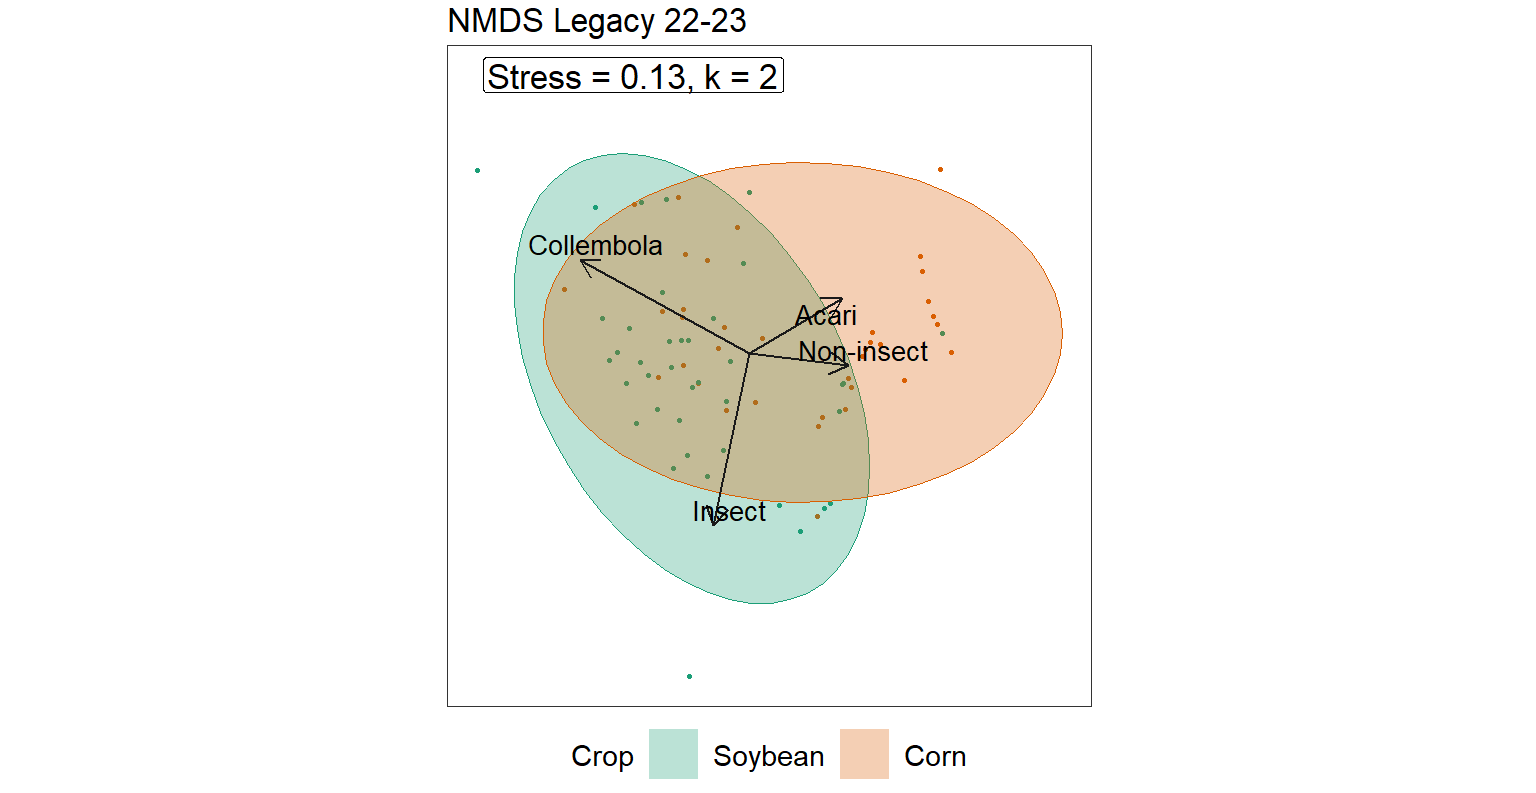 NMDS Legacy 22-23
Stress = 0.13, k = 2
Collembola
Acari
Non-insect
Insect
Crop Soybean Corn